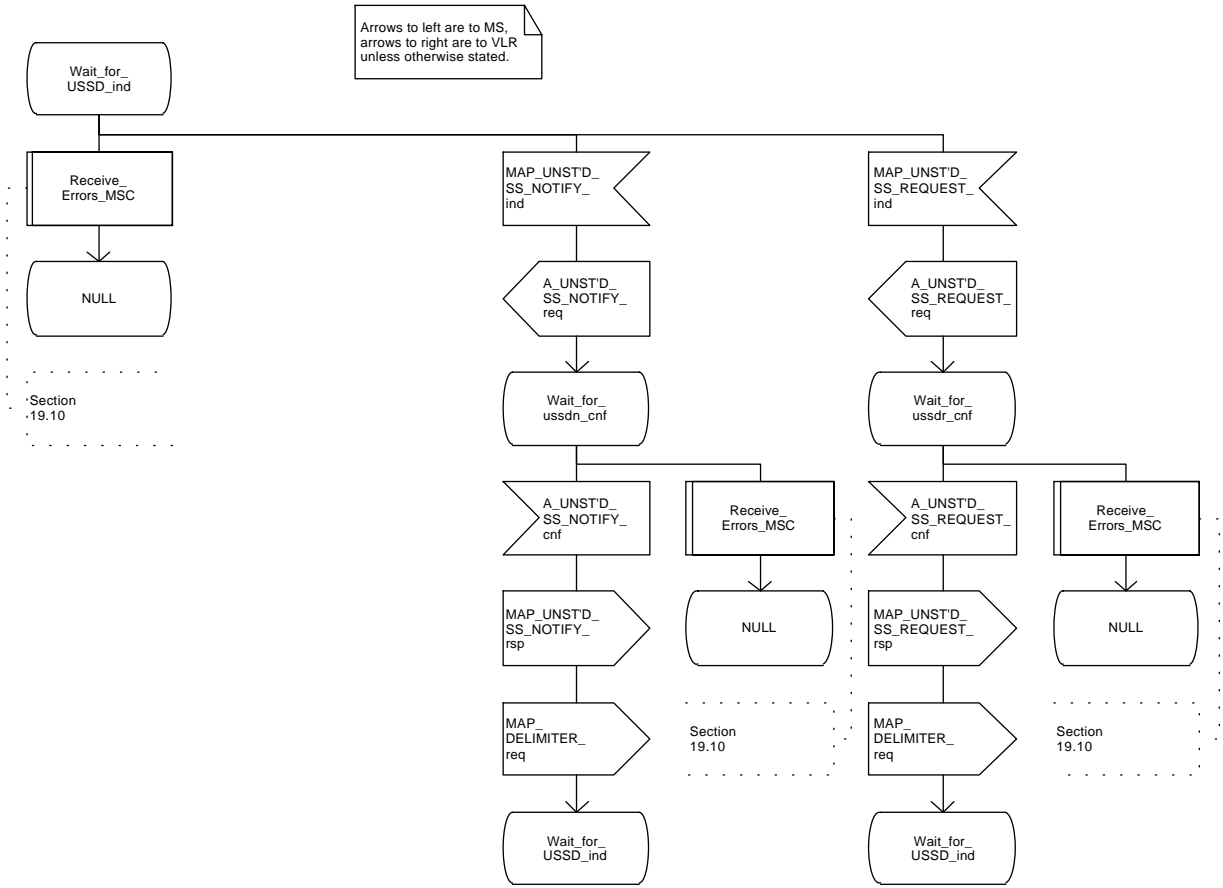 Arrows to left are to MS,
arrows to right are to VLR
unless otherwise stated.
Wait_for_
USSD_ind
Receive_
Errors_MSC
NULL
Section
19.10
MAP_UNST'D_
SS_NOTIFY_
ind
A_UNST'D_
SS_NOTIFY_
req
Wait_for_
ussdn_cnf
A_UNST'D_
SS_NOTIFY_
cnf
MAP_UNST'D_
SS_NOTIFY_
rsp
MAP_
DELIMITER_
req
Wait_for_
USSD_ind
Receive_
Errors_MSC
NULL
Section
19.10
MAP_UNST'D_
SS_REQUEST_
ind
A_UNST'D_
SS_REQUEST_
req
Wait_for_
ussdr_cnf
A_UNST'D_
SS_REQUEST_
cnf
MAP_UNST'D_
SS_REQUEST_
rsp
MAP_
DELIMITER_
req
Wait_for_
USSD_ind
Receive_
Errors_MSC
NULL
Section
19.10